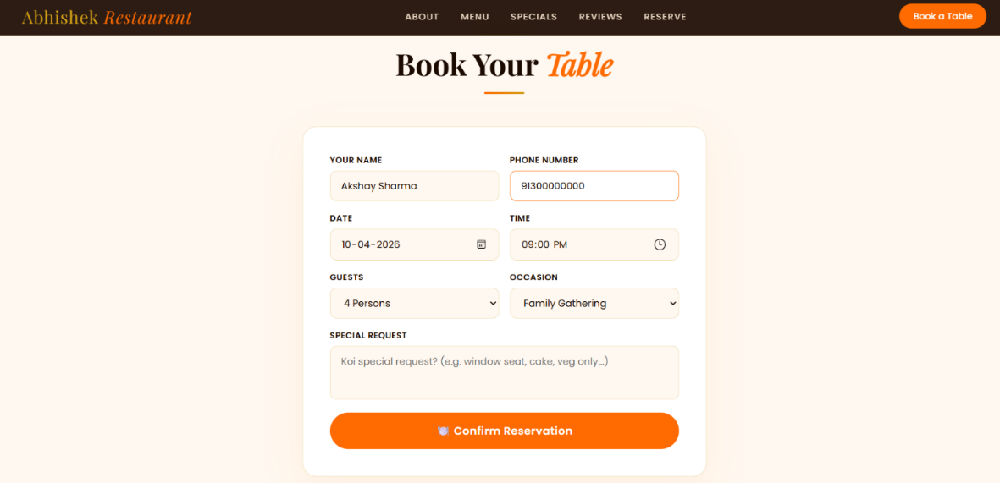 Abhishek Restaurant
ABOUT MENU SPECIALS REVIEWS RESERVE
Book a Table
Book Your Table
YOUR NAME
PHONE NUMBER
Akshay Sharma
91300000000
DATE
TIME
10-04-2026
09:00 PM
GUESTS
OCCASION
4 Persons
Family Gathering
SPECIAL REQUEST
Koi special request? (e.g. window seat, cake, veg only...)
Confirm Reservation